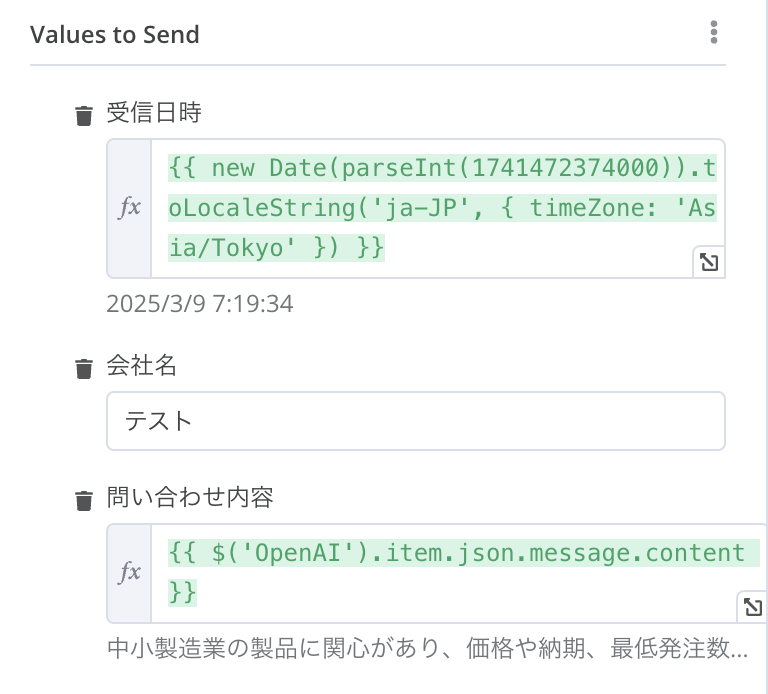 Values to Send
受信日時
fx
{{ new Date(parseInt(1741472374000)).t
oLocaleString('ja-JP', { timeZone: 'As
ia/Tokyo' }) }}
2025/3/9 7:19:34
会社名
テスト
問い合わせ内容
fx
{{ $('OpenAI').item.json.message.content
}}
中小製造業の製品に関心があり、価格や納期、最低発注数...